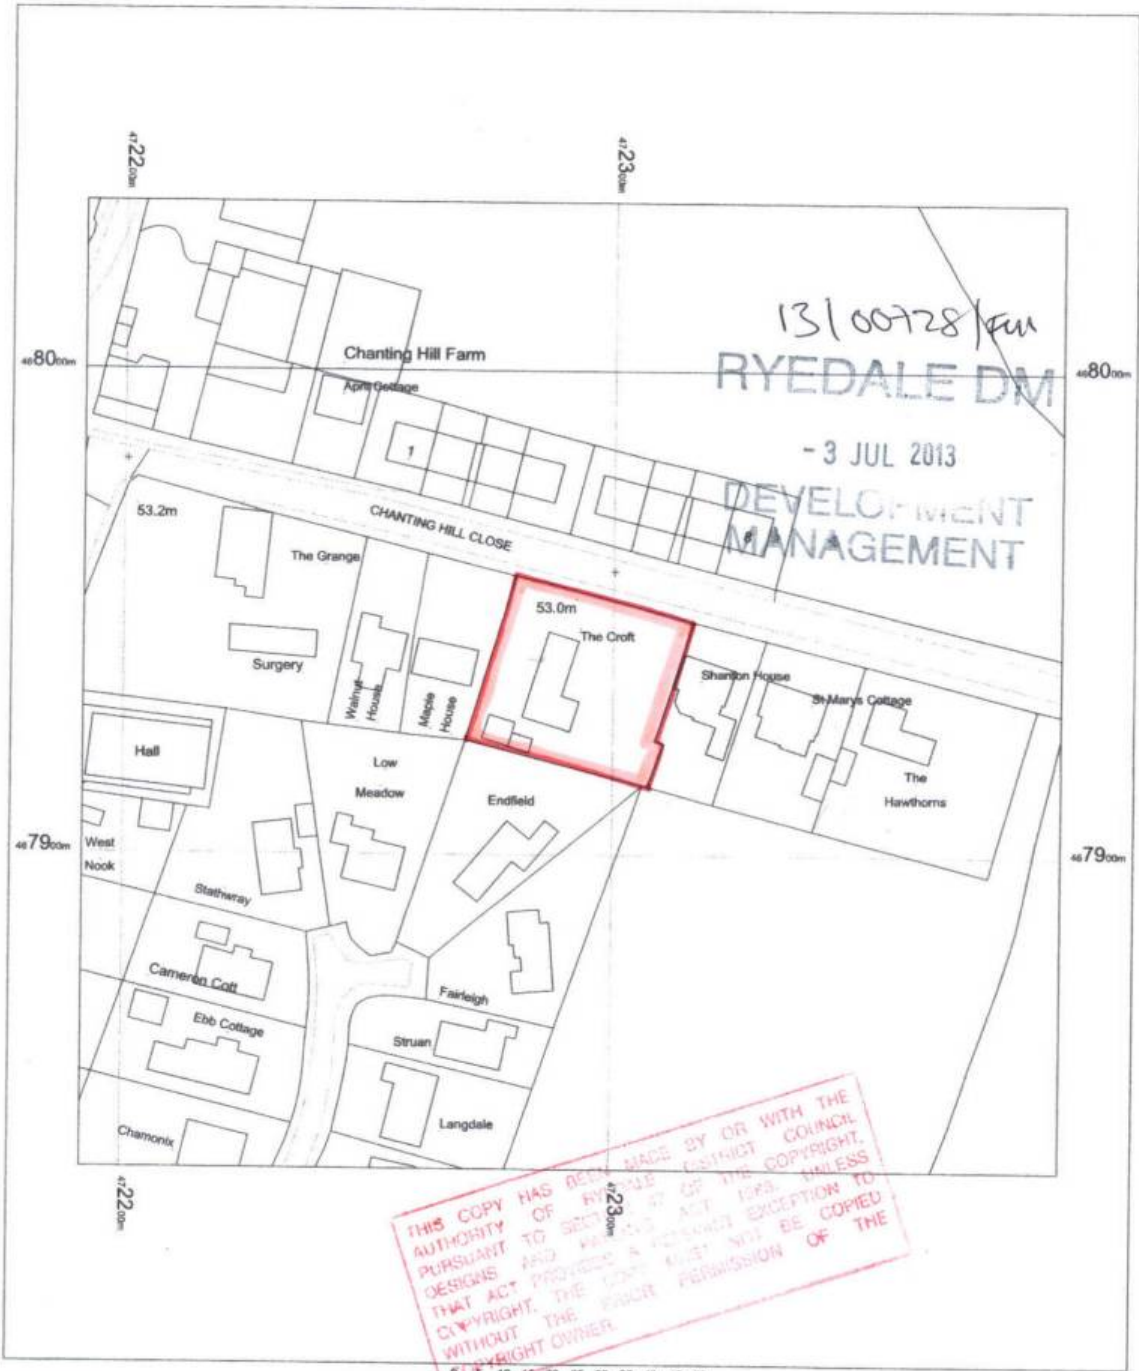 472200m
472300m
13/00728/FUL
468000m
Chanting Hill Farm
RYEDALE DM
468000m
April Cottage
1
- 3 JUL 2013
53.2m
CHANTING HILL CLOSE
DEVELOPMENT
8
MANAGEMENT
The Grange
53.0m
The Croft
Surgery
Walnut
House
Maple
House
Shanlon House
St Marys Cottage
Hall
Low
Meadow
The
Hawthorns
Endfield
467900m
West
Nook
467900m
Stathwray
Cameron Cott
Fairleigh
Ebb Cottage
Struan
Langdale
Chamonix
472200m
472300m
THIS COPY HAS BEEN MADE BY OR WITH THE
AUTHORITY OF RYEDALE DISTRICT COUNCIL
PURSUANT TO SECTION 47 OF THE COPYRIGHT,
DESIGNS AND PATENTS ACT 1988. UNLESS
THAT ACT PROVIDES A RELEVANT EXCEPTION TO
COPYRIGHT, THE COPY MUST NOT BE COPIED
WITHOUT THE PRIOR PERMISSION OF THE
COPYRIGHT OWNER